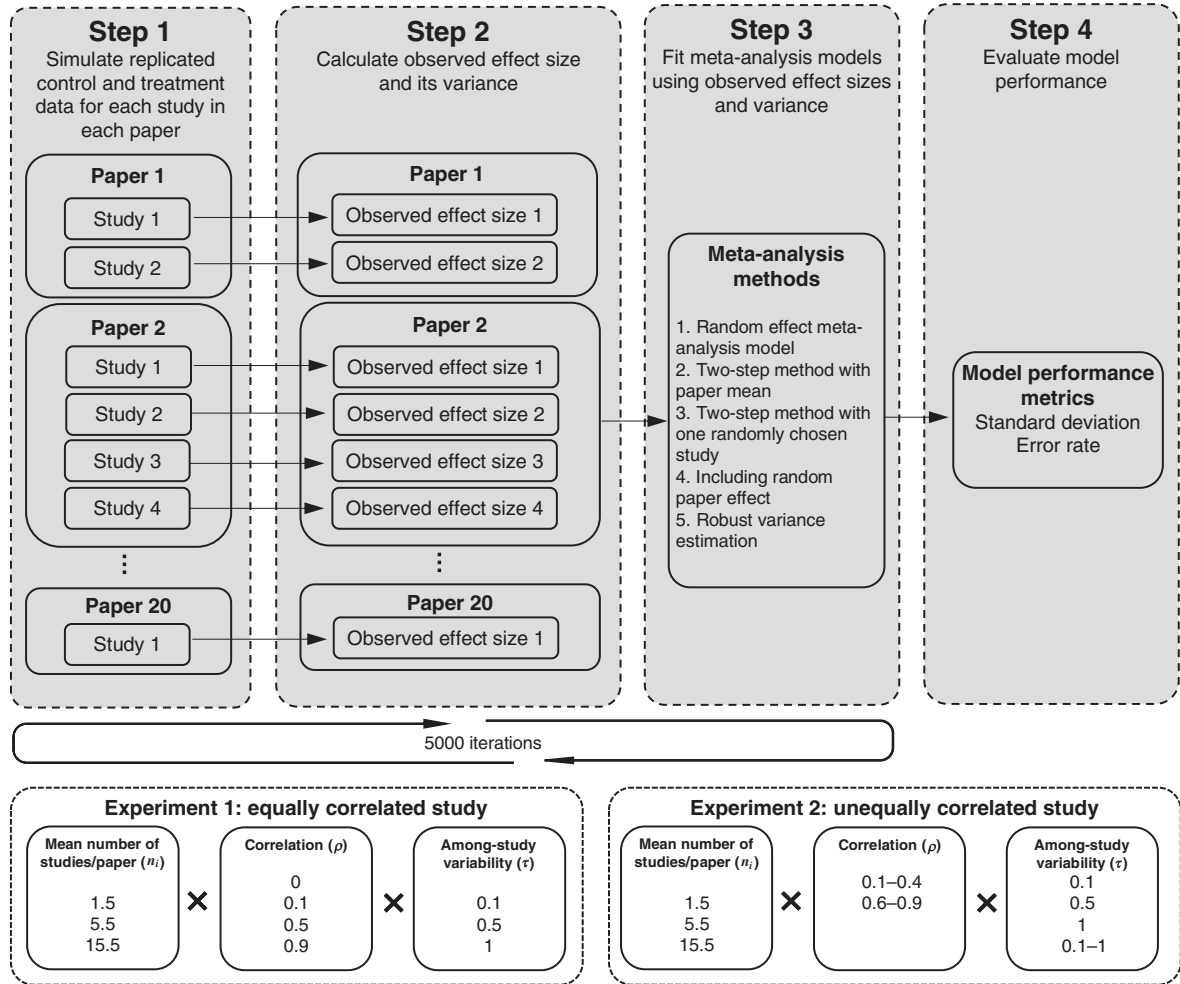 Step 1
Simulate replicated
control and treatment
data for each study in
each paper
Paper 1
Study 1
Study 2
Paper 2
Study 1
Study 2
Study 3
Study 4
⋮
Paper 20
Study 1
Step 2
Calculate observed effect size
and its variance
Paper 1
Observed effect size 1
Observed effect size 2
Paper 2
Observed effect size 1
Observed effect size 2
Observed effect size 3
Observed effect size 4
⋮
Paper 20
Observed effect size 1
Step 3
Fit meta-analysis models
using observed effect sizes
and variance
Meta-analysis
methods
1. Random effect meta-
analysis model
2. Two-step method with
paper mean
3. Two-step method with
one randomly chosen
study
4. Including random
paper effect
5. Robust variance
estimation
Step 4
Evaluate model
performance
Model performance
metrics
Standard deviation
Error rate
5000 iterations
Experiment 1: equally correlated study
Mean number of
studies/paper (nᵢ)
1.5
5.5
15.5
×
Correlation (ρ)
0
0.1
0.5
0.9
×
Among-study
variability (τ)
0.1
0.5
1
Experiment 2: unequally correlated study
Mean number of
studies/paper (nᵢ)
1.5
5.5
15.5
×
Correlation (ρ)
0.1–0.4
0.6–0.9
×
Among-study
variability (τ)
0.1
0.5
1
0.1–1